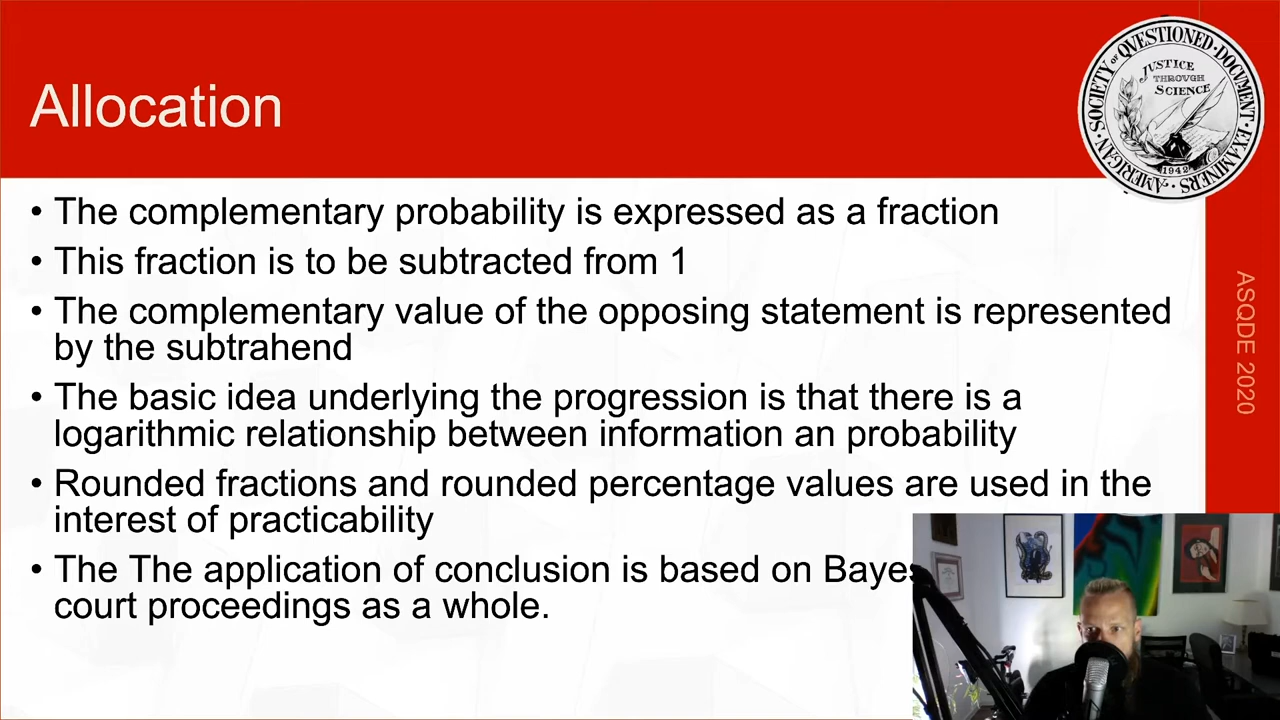 Allocation
AMERICAN · SOCIETY OF QUESTIONED · DOCUMENT · EXAMINERS ·
JUSTICE
THROUGH
SCIENCE
1942
• The complementary probability is expressed as a fraction
• This fraction is to be subtracted from 1
• The complementary value of the opposing statement is represented
by the subtrahend
• The basic idea underlying the progression is that there is a
logarithmic relationship between information an probability
• Rounded fractions and rounded percentage values are used in the
interest of practicability
• The The application of conclusion is based on Bayes
court proceedings as a whole.
ASQDE 2020